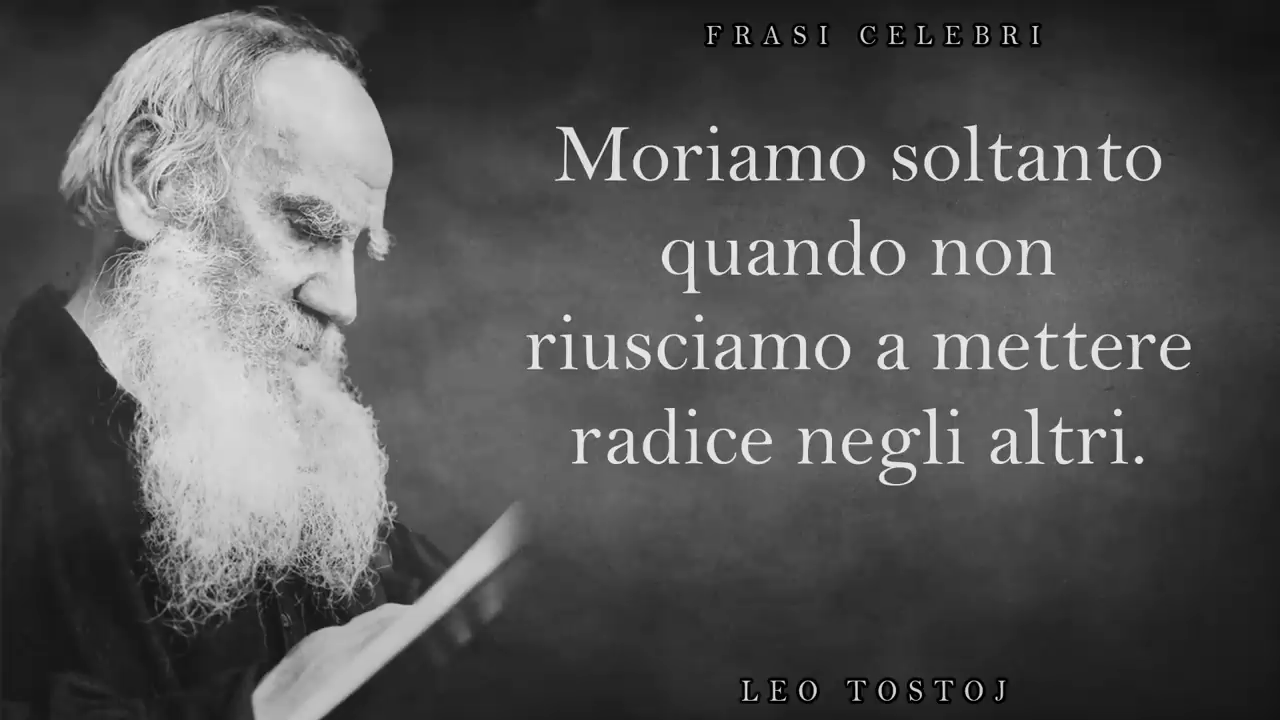 FRASI CELEBRI
Moriamo soltanto
quando non
riusciamo a mettere
radice negli altri.
LEO TOSTOJ